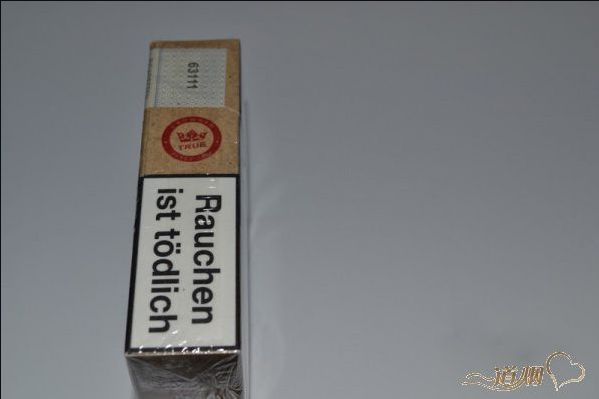 63111
TRUE
Rauchen
ist tödlich